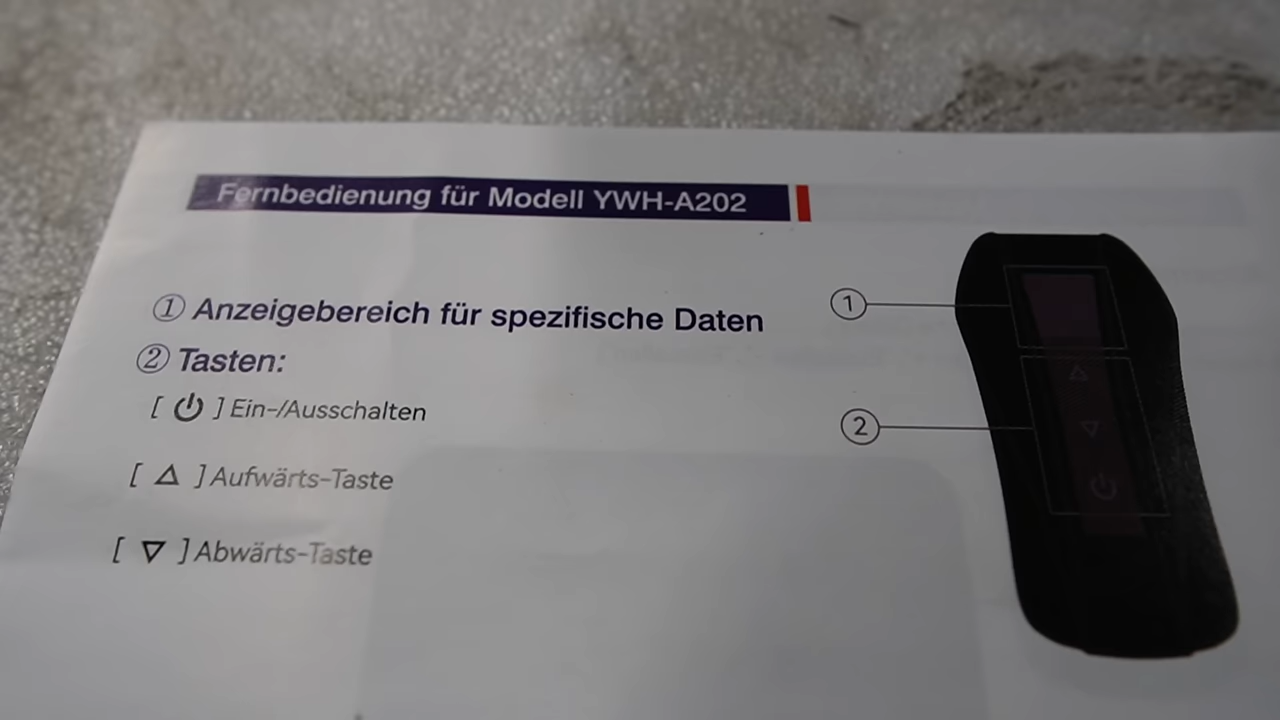 Fernbedienung für Modell YWH-A202
① Anzeigebereich für spezifische Daten
② Tasten:
[ ⏻ ] Ein-/Ausschalten
[ △ ] Aufwärts-Taste
[ ▽ ] Abwärts-Taste
①
②